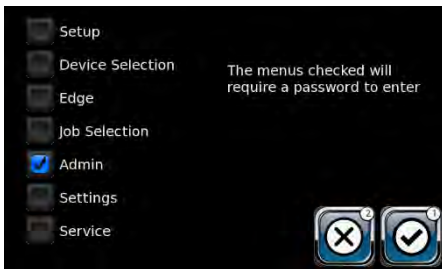 Setup
Device Selection
Edge
Job Selection
Admin
Settings
Service
The menus checked will
require a password to enter
2
1